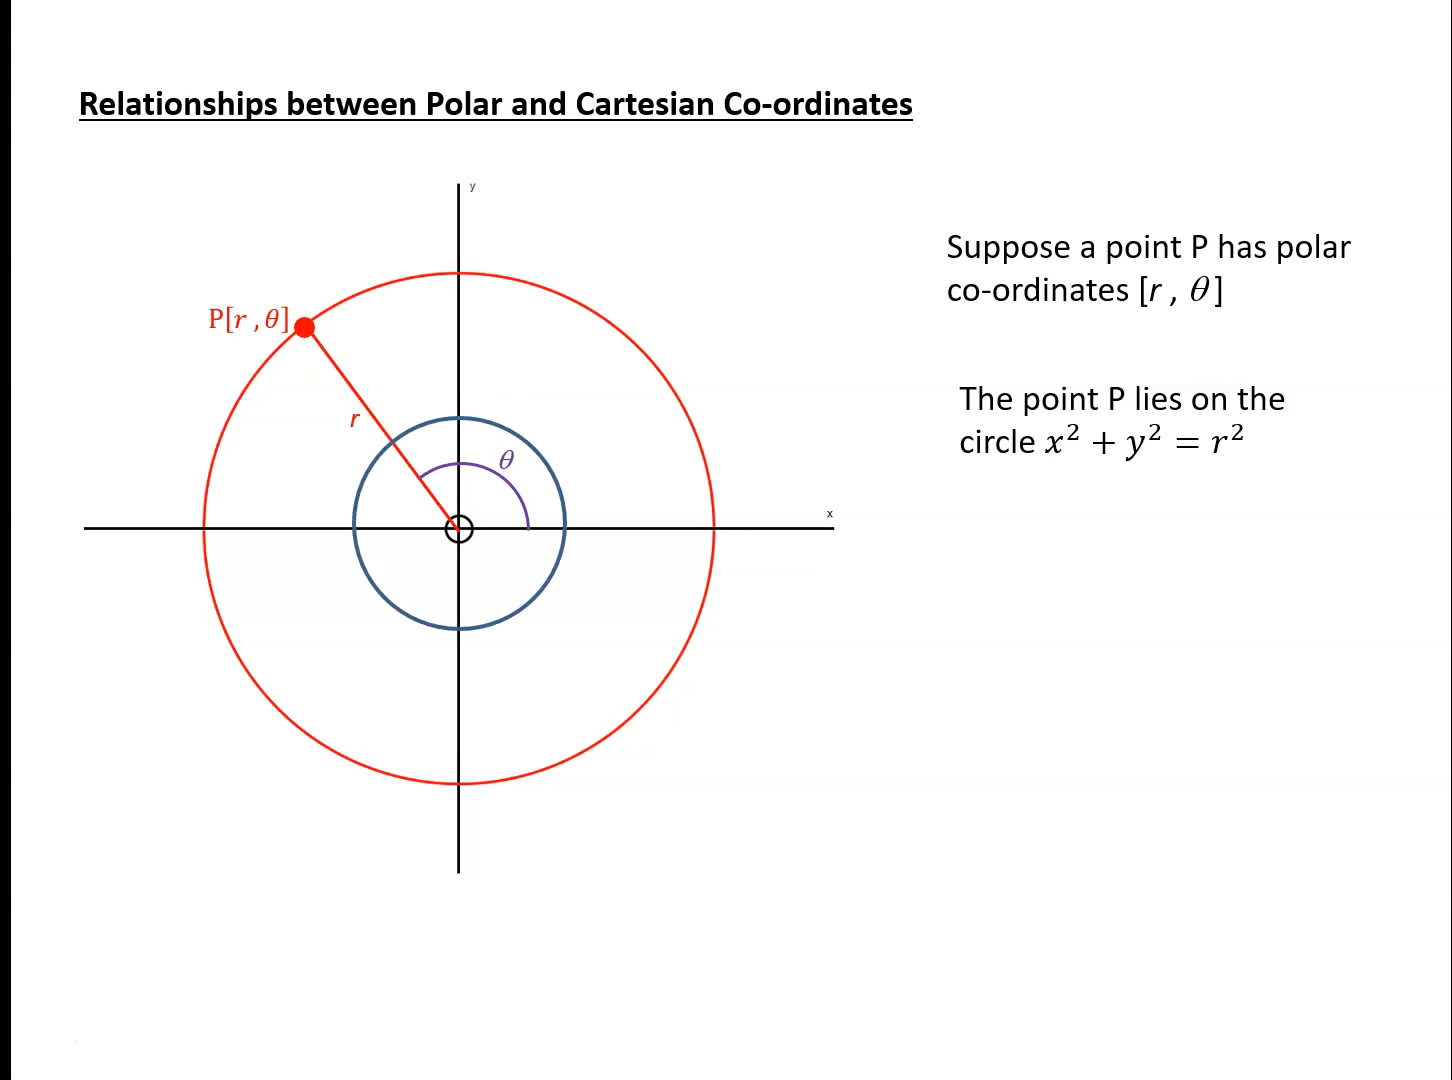 Relationships between Polar and Cartesian Co-ordinates
y
Suppose a point P has polar
co-ordinates [r , θ]
P[r , θ]
The point P lies on the
circle x² + y² = r²
r
θ
x